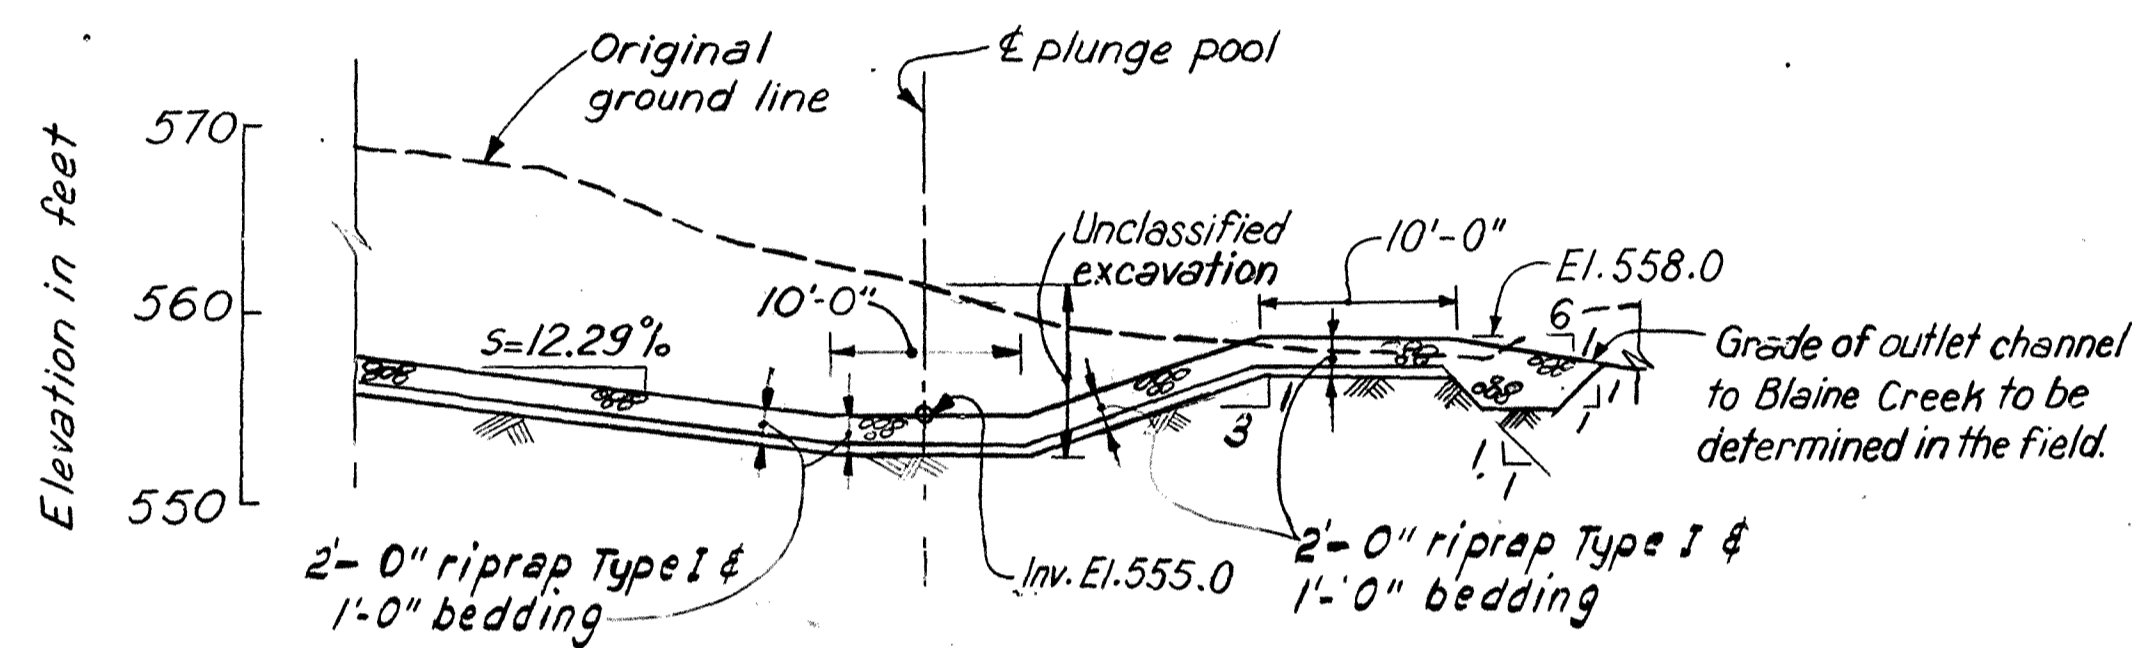 Original
ground line
℄ plunge pool
Elevation in feet
570
560
550
Unclassified
excavation
10'-0"
10'-0"
El. 558.0
S=12.29%
6
1
Grade of outlet channel
to Blaine Creek to be
determined in the field.
3
1
1
1
1
1
2'-0" riprap Type I &
1'-0" bedding
Inv. El. 555.0
2'-0" riprap Type I &
1'-0" bedding